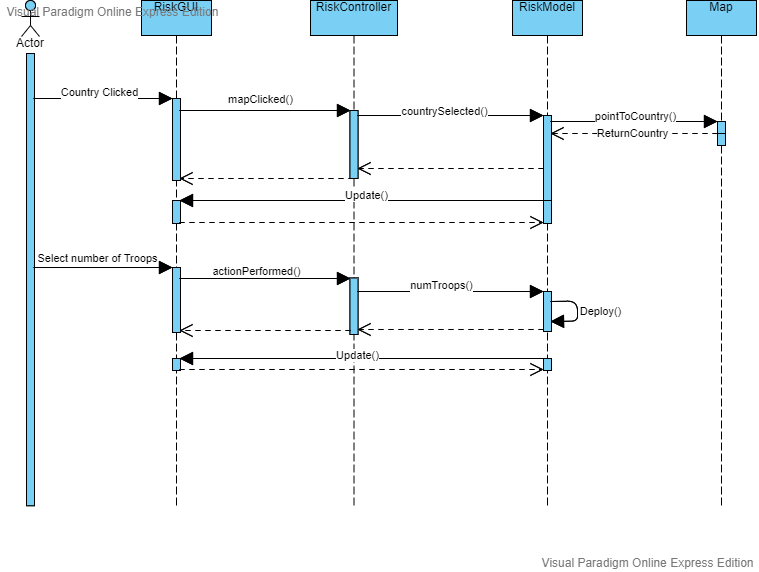 Visual Paradigm Online Express Edition
RiskGUI
RiskController
RiskModel
Map
Actor
Country Clicked
mapClicked()
countrySelected()
pointToCountry()
ReturnCountry
Update()
Select number of Troops
actionPerformed()
numTroops()
Deploy()
Update()
Visual Paradigm Online Express Edition